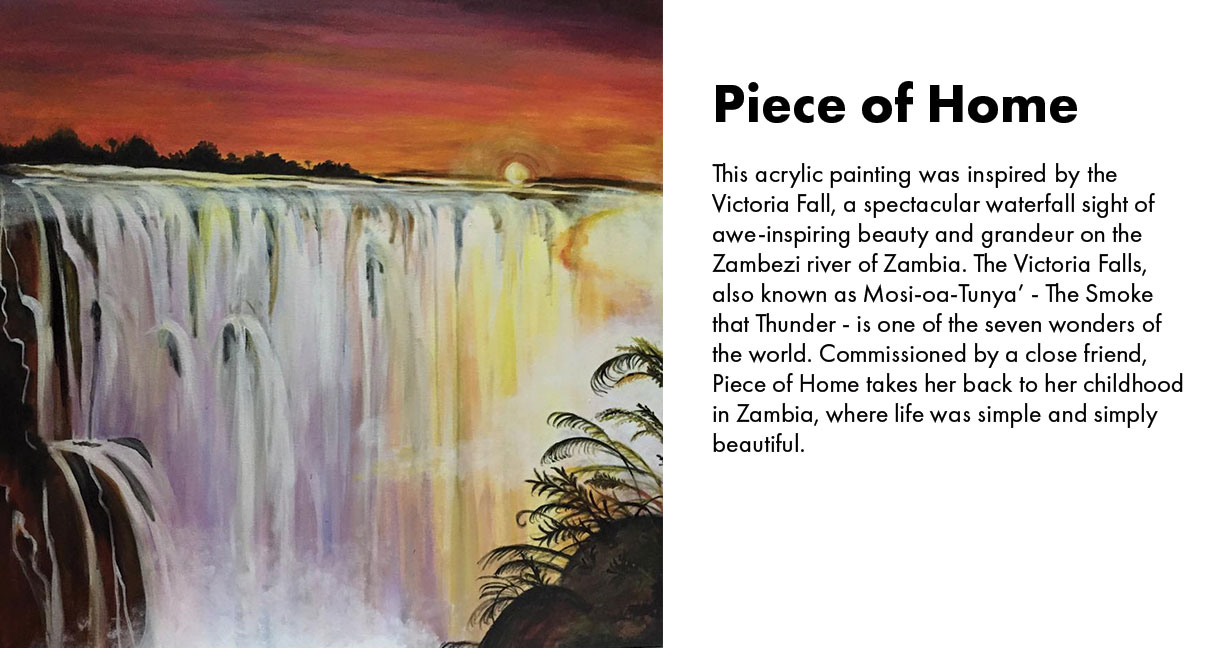 Piece of Home
This acrylic painting was inspired by the
Victoria Fall, a spectacular waterfall sight of
awe-inspiring beauty and grandeur on the
Zambezi river of Zambia. The Victoria Falls,
also known as Mosi-oa-Tunya’ - The Smoke
that Thunder - is one of the seven wonders of
the world. Commissioned by a close friend,
Piece of Home takes her back to her childhood
in Zambia, where life was simple and simply
beautiful.